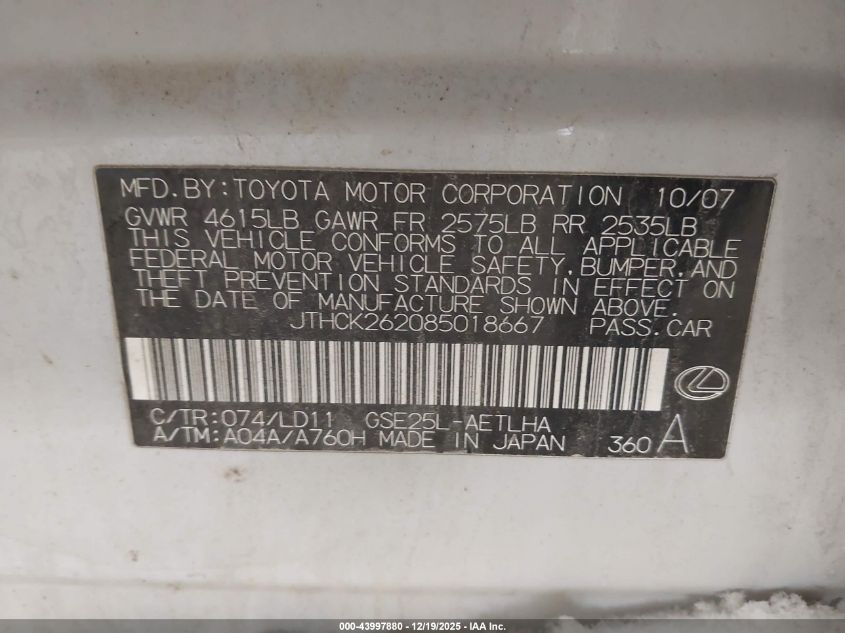 MFD.BY:TOYOTA MOTOR CORPORATION 10/07
GVWR 4615LB GAWR FR 2575LB RR 2535LB
THIS VEHICLE CONFORMS TO ALL APPLICABLE
FEDERAL MOTOR VEHICLE SAFETY,BUMPER,AND
THEFT PREVENTION STANDARDS IN EFFECT ON
THE DATE OF MANUFACTURE SHOWN ABOVE.
JTHCK262085018667 PASS.CAR
C/TR:074/LD11 GSE25L-AETLHA
A/TM:A04A/A760H MADE IN JAPAN 360 A
000-43997880 - 12/19/2025 - IAA Inc.